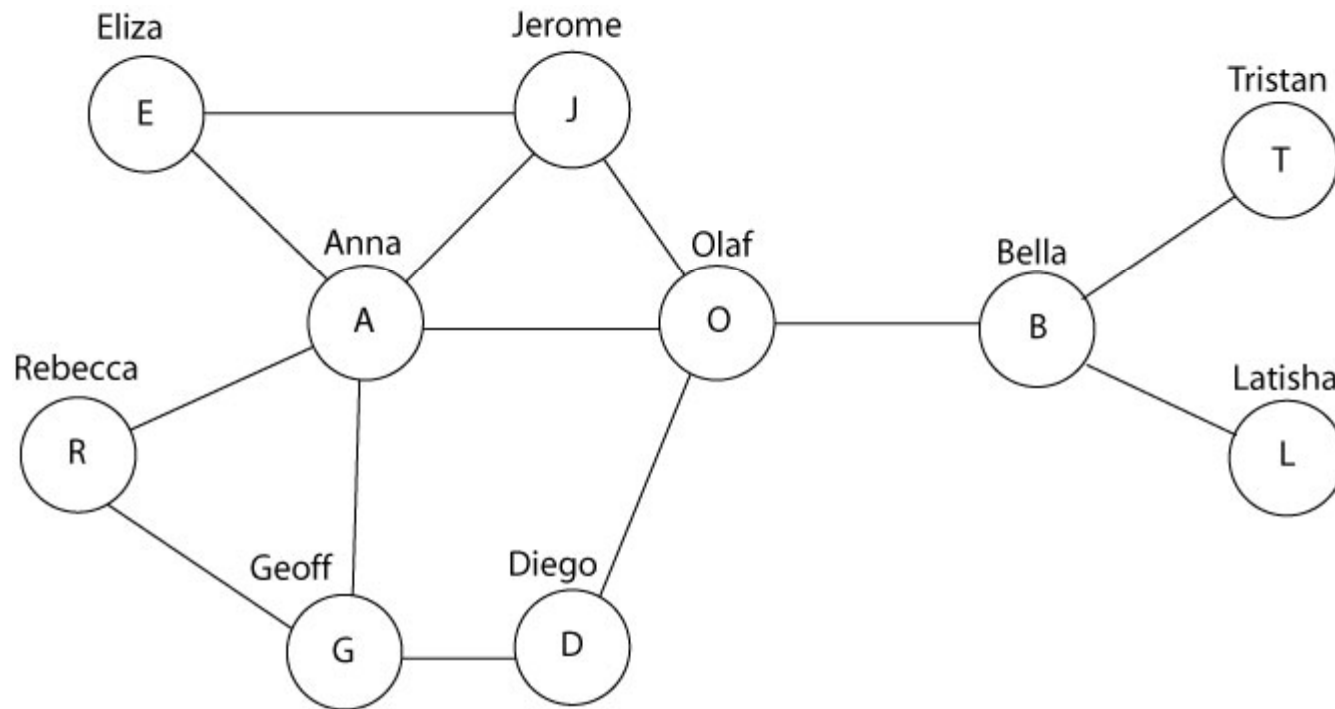 Eliza
E
Jerome
J
Tristan
T
Anna
A
Olaf
O
Bella
B
Rebecca
R
Latisha
L
Geoff
G
Diego
D